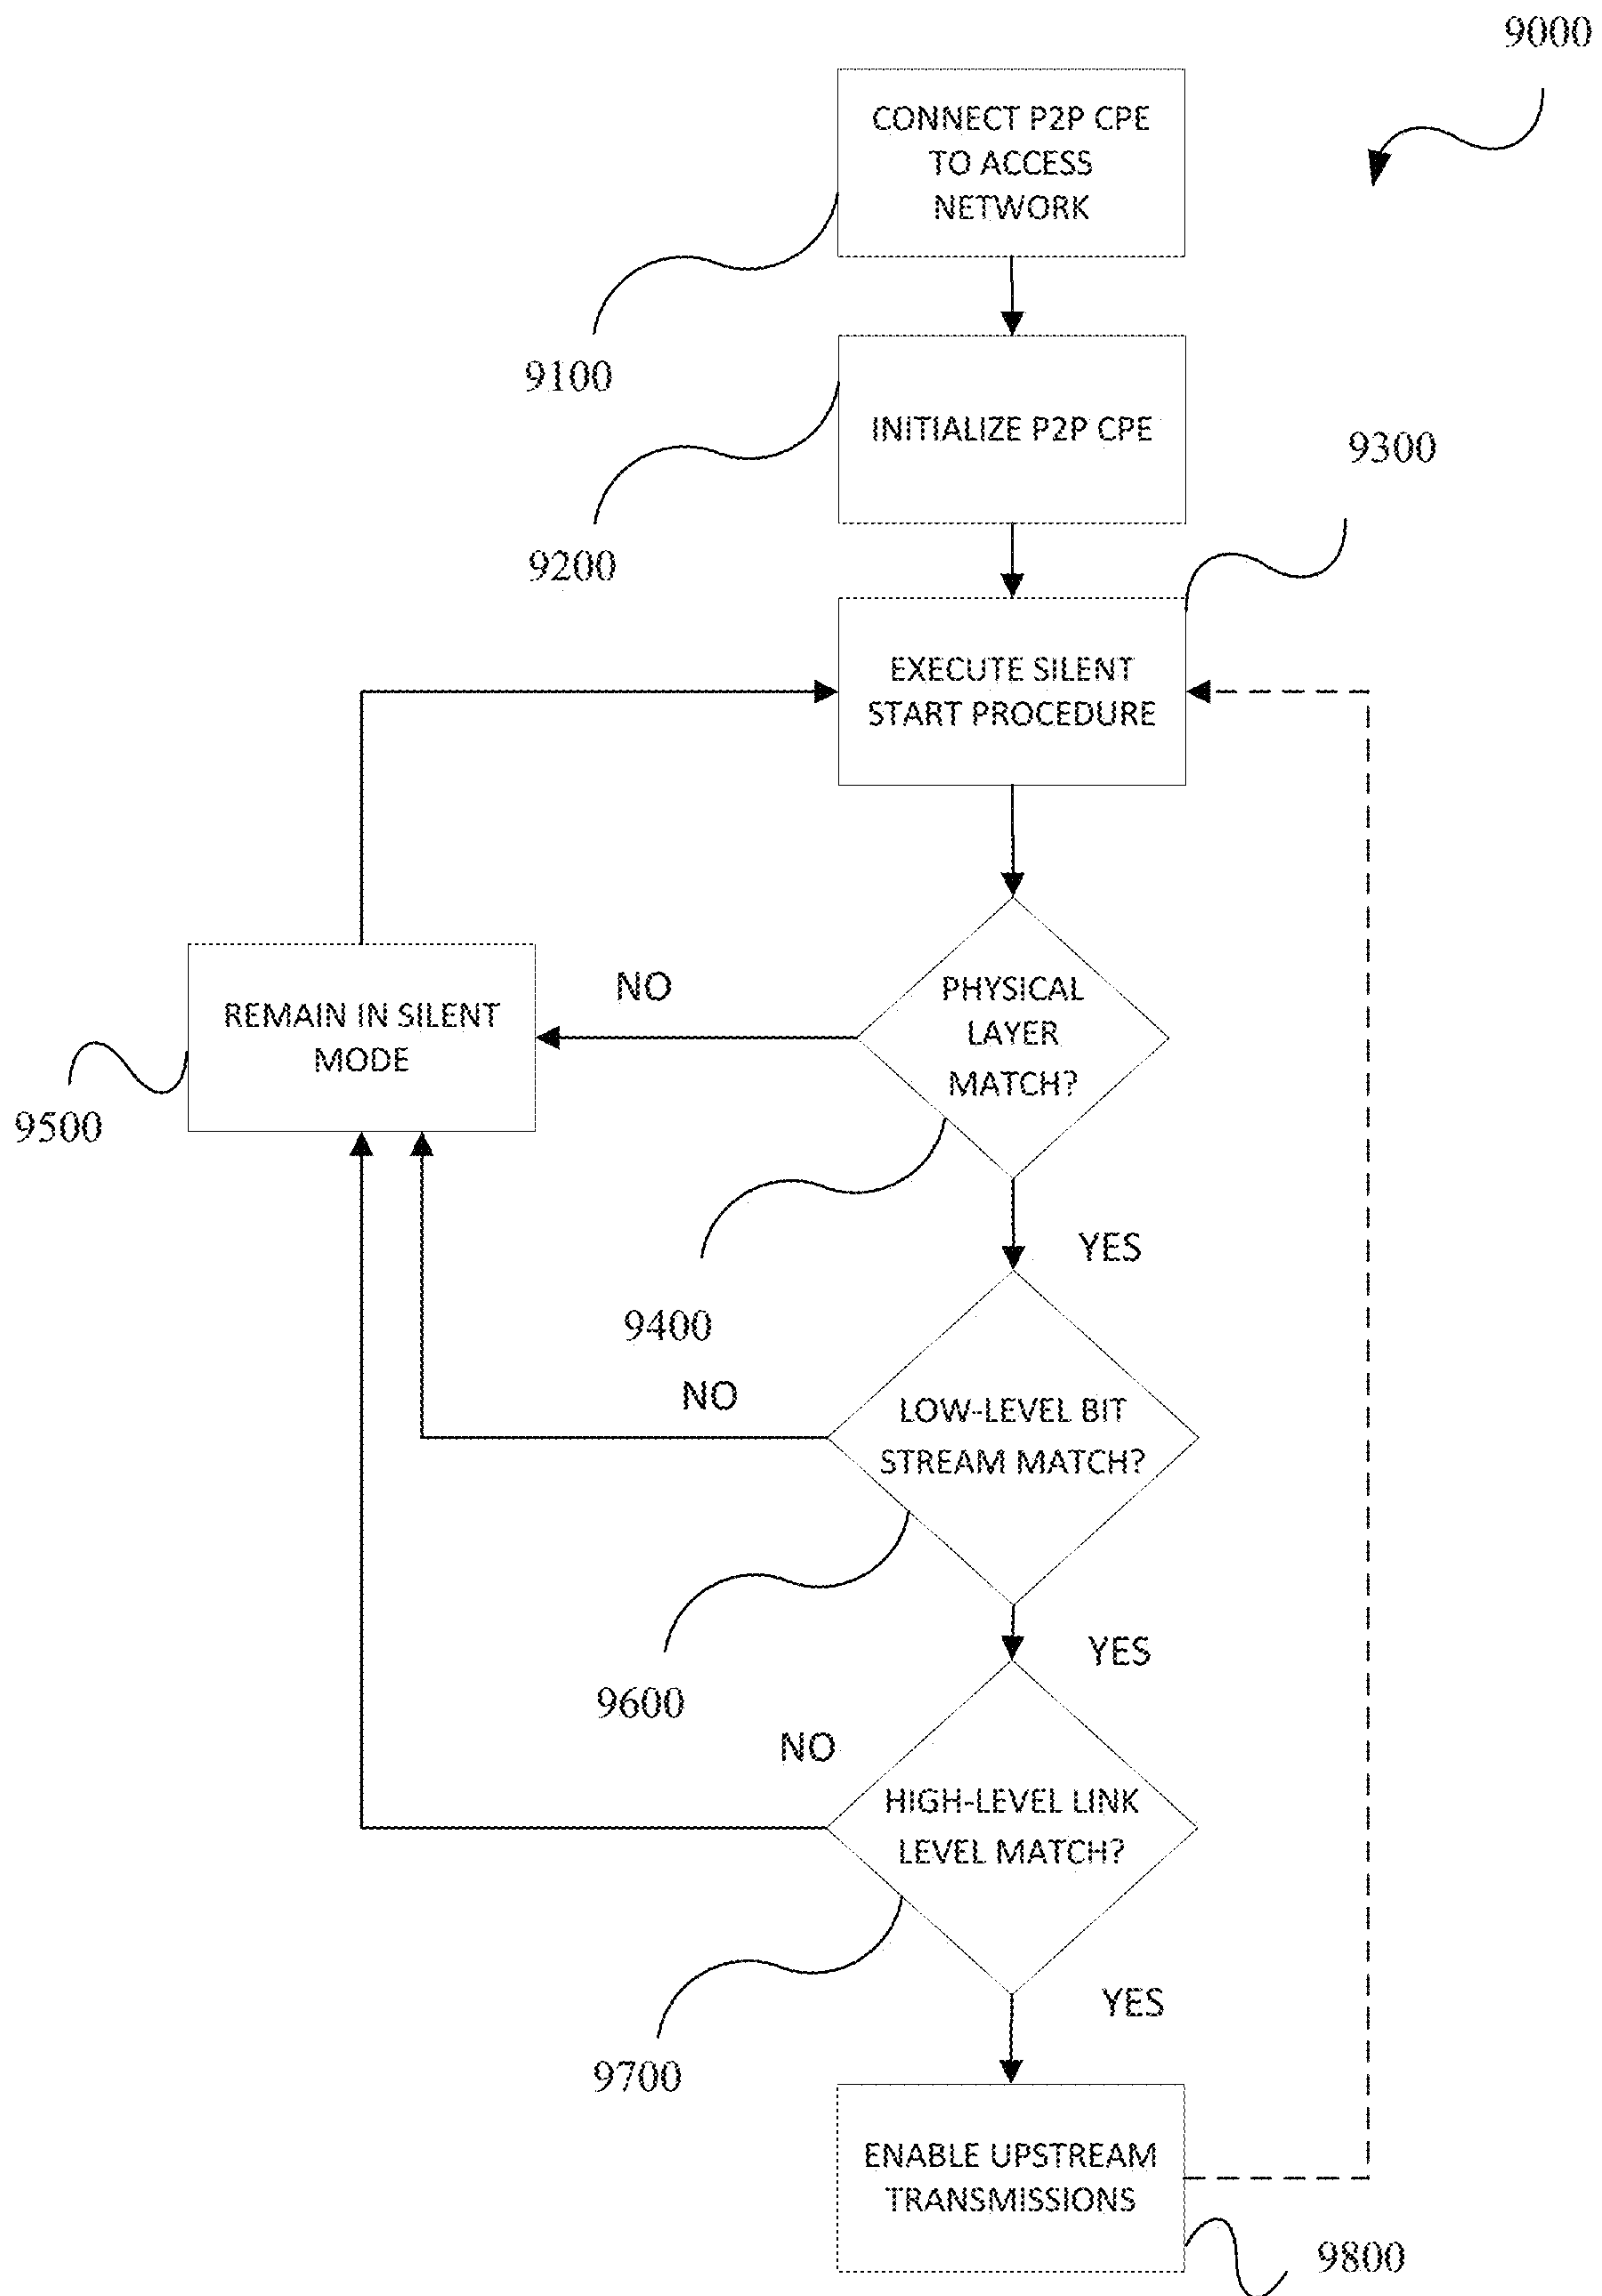 9000
CONNECT P2P CPE
TO ACCESS
NETWORK
9100
INITIALIZE P2P CPE
9200
9300
EXECUTE SILENT
START PROCEDURE
REMAIN IN SILENT
MODE
9500
NO
PHYSICAL
LAYER
MATCH?
9400
YES
NO
LOW-LEVEL BIT
STREAM MATCH?
9600
YES
NO
HIGH-LEVEL LINK
LEVEL MATCH?
9700
YES
ENABLE UPSTREAM
TRANSMISSIONS
9800